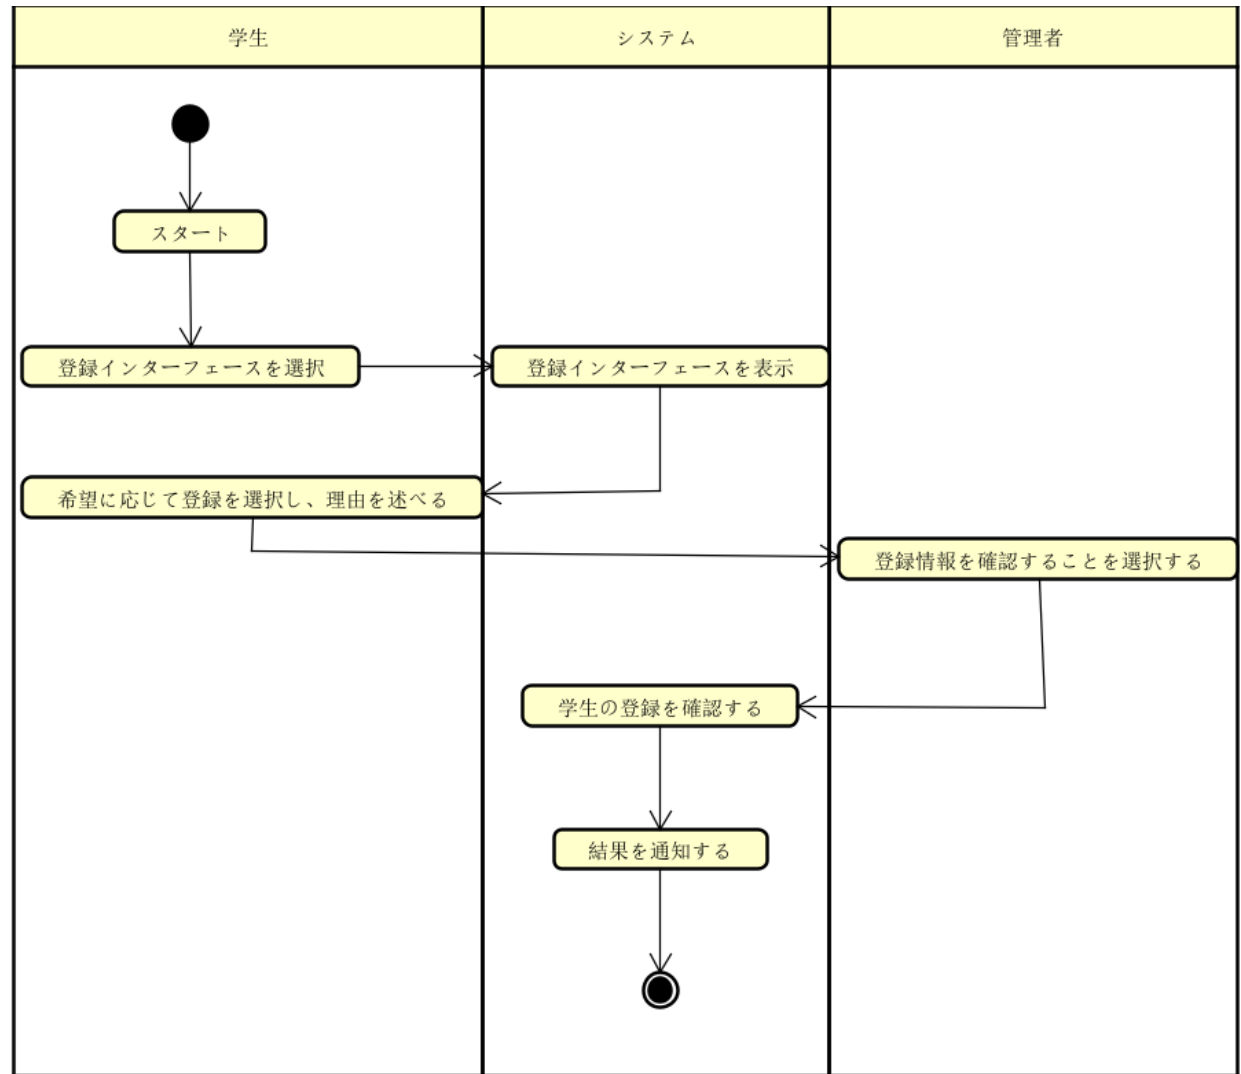 学生
システム
管理者
スタート
登録インターフェースを選択
登録インターフェースを表示
希望に応じて登録を選択し、理由を述べる
登録情報を確認することを選択する
学生の登録を確認する
結果を通知する